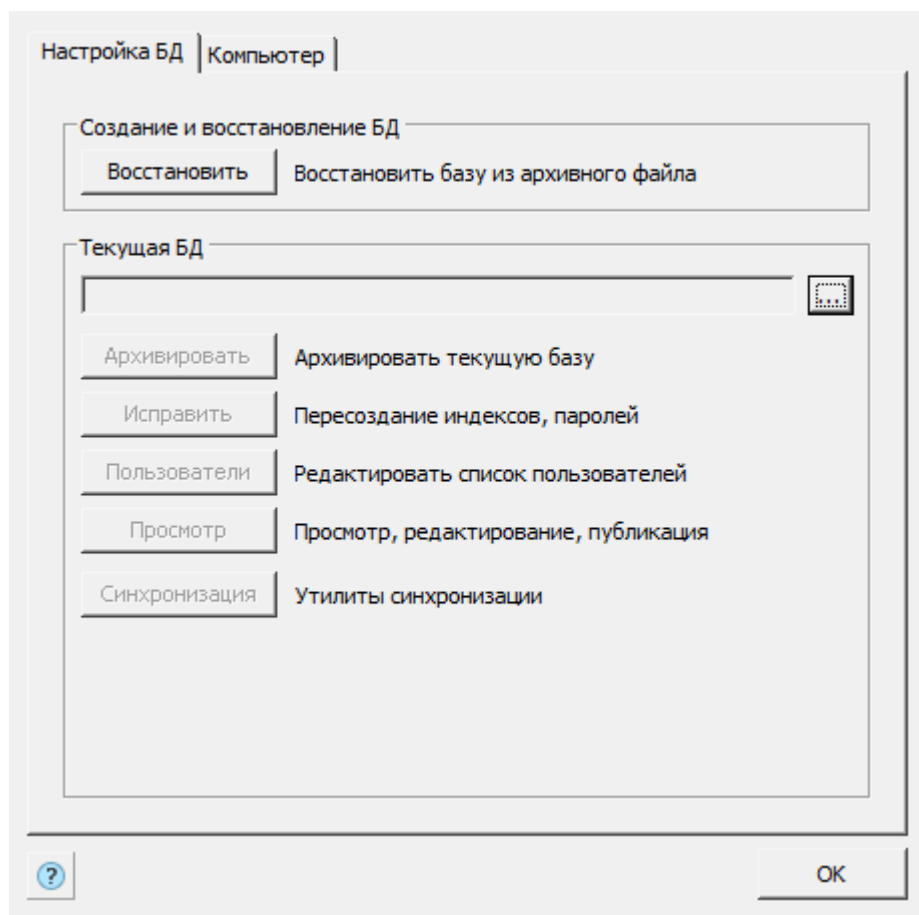 Настройка БД Компьютер
Создание и восстановление БД
Восстановить Восстановить базу из архивного файла
Текущая БД
...
Архивировать Архивировать текущую базу
Исправить Пересоздание индексов, паролей
Пользователи Редактировать список пользователей
Просмотр Просмотр, редактирование, публикация
Синхронизация Утилиты синхронизации
? OK